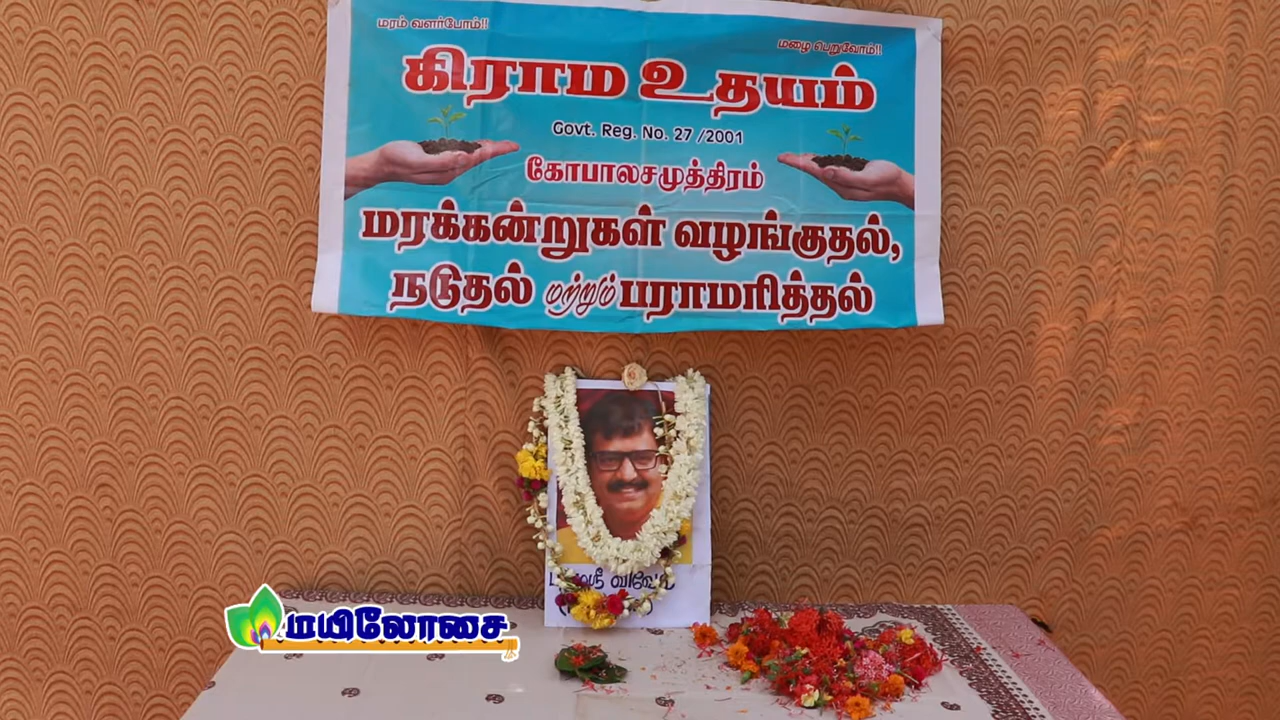 மரம் வளர்போம்!!
மழை பெறுவோம்!!
கிராம உதயம்
Govt. Reg. No. 27 /2001
கோபாலசமுத்திரம்
மரக்கன்றுகள் வழங்குதல்,
நடுதல் மற்றும் பராமரித்தல்
மயிலோசை